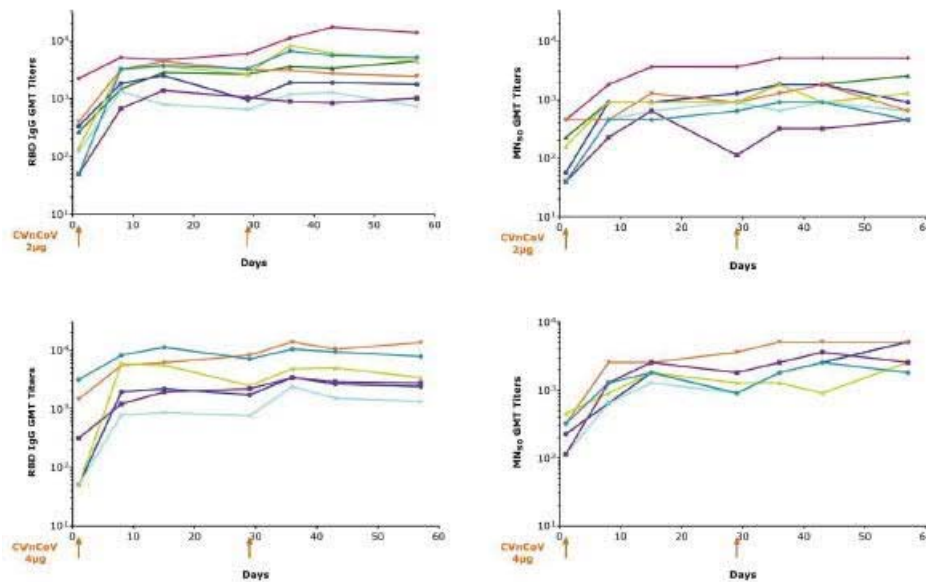 RBD IgG GMT Titers
10⁴
10³
10²
10¹
0 10 20 30 40 50 60
CVnCoV
2µg
Days
MN₅₀ GMT Titers
10⁴
10³
10²
10¹
0 10 20 30 40 50 60
CVnCoV
2µg
Days
RBD IgG GMT Titers
10⁴
10³
10²
10¹
0 10 20 30 40 50 60
CVnCoV
4µg
Days
MN₅₀ GMT Titers
10⁴
10³
10²
10¹
0 10 20 30 40 50 60
CVnCoV
4µg
Days